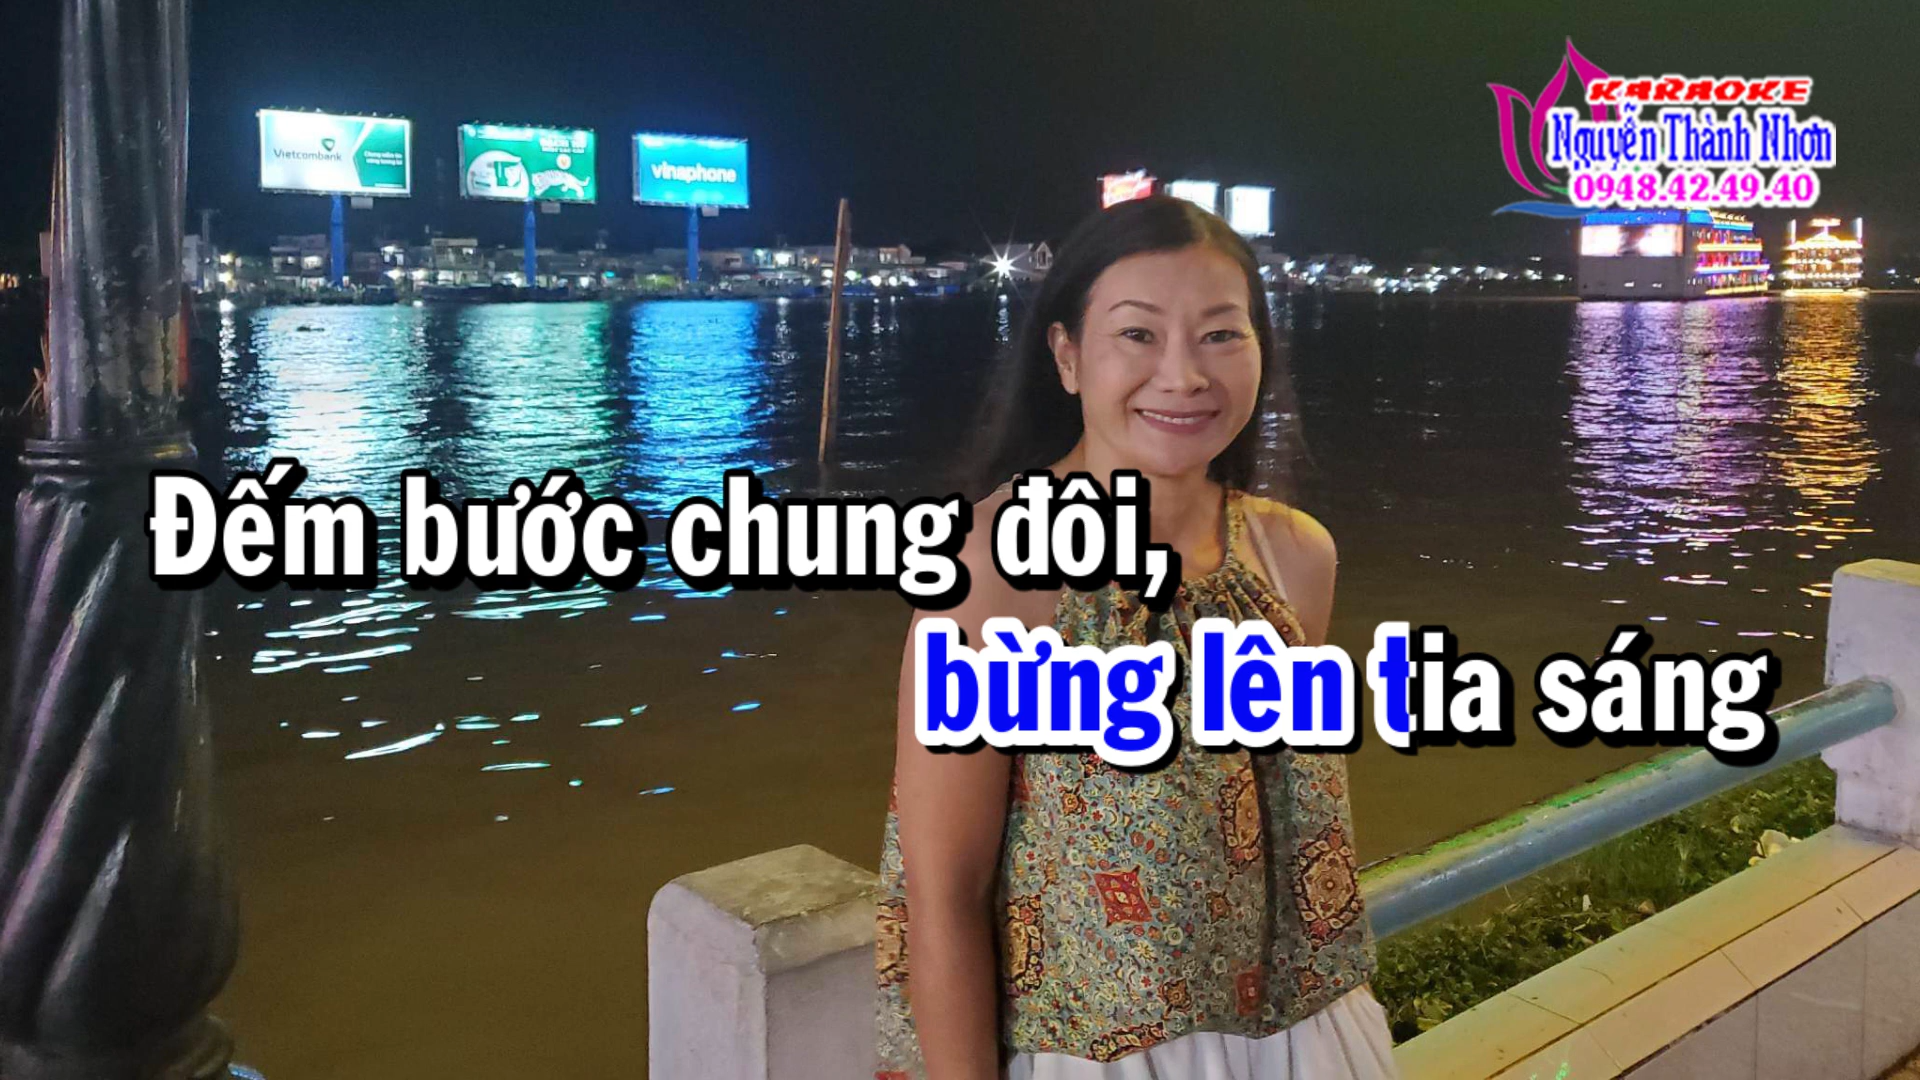 KARAOKE
Nguyễn Thành Nhơn
0948.42.49.40
Vietcombank
vinaphone
Đếm bước chung đôi,
bừng lên tia sáng